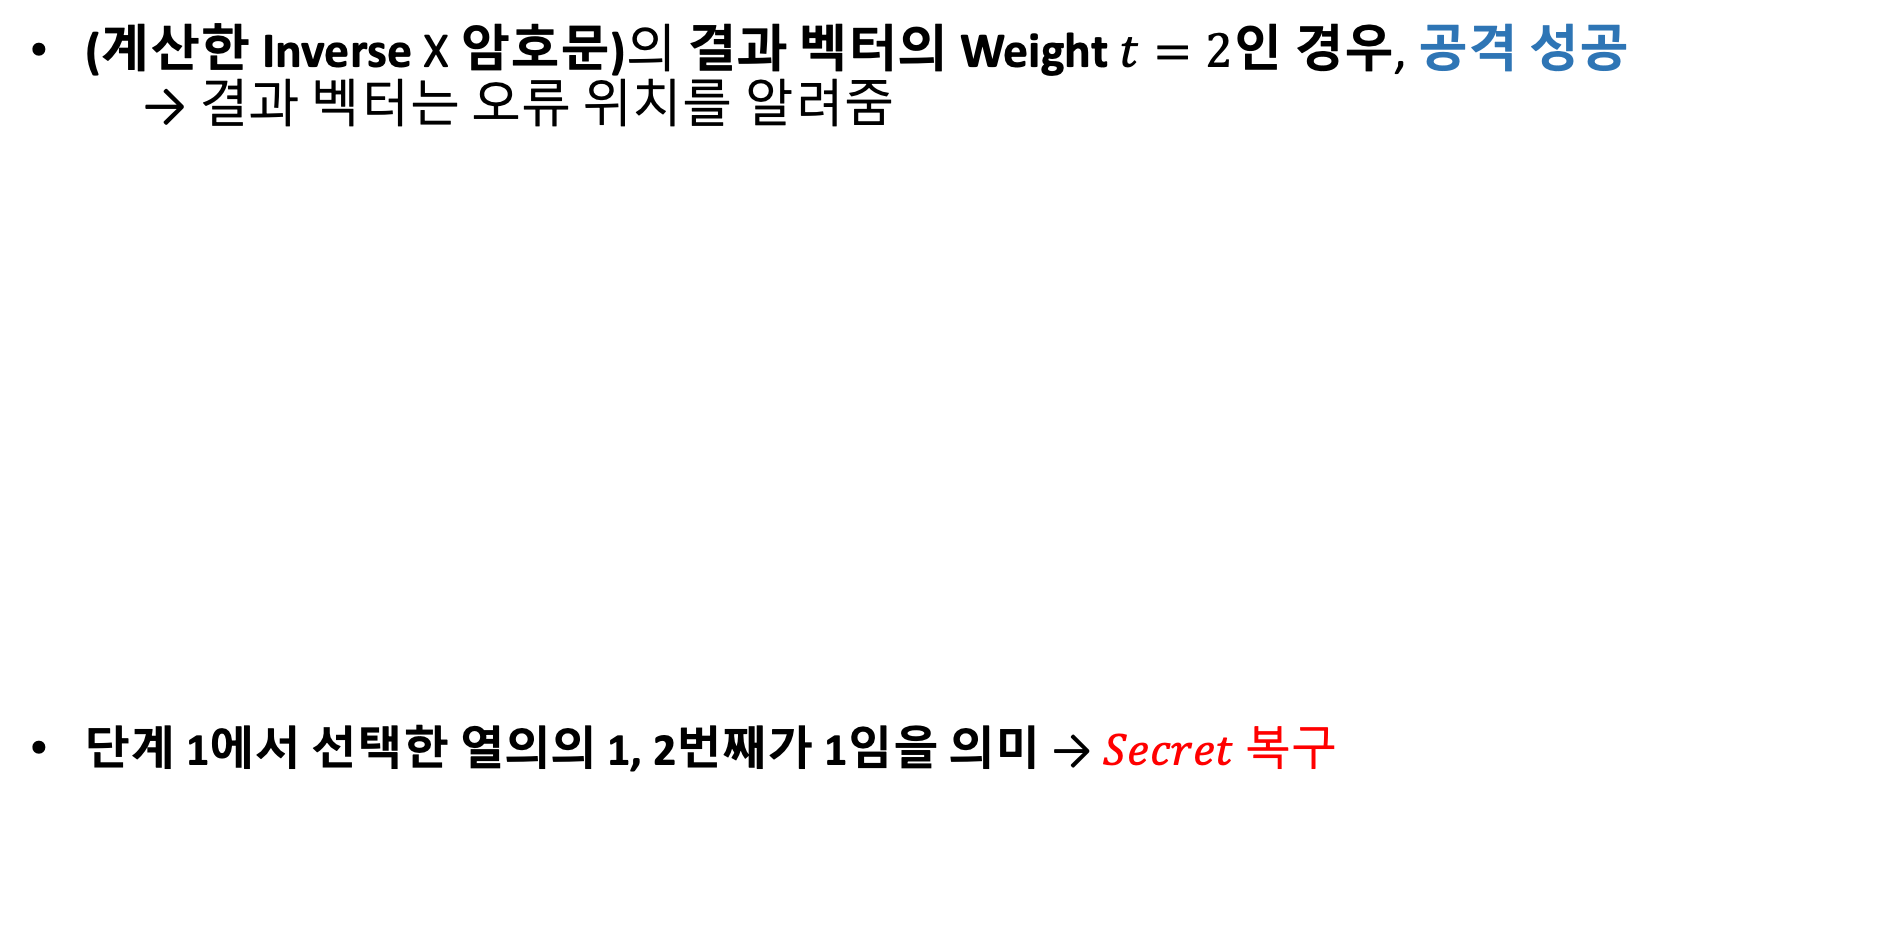 • (계산한 Inverse X 암호문)의 결과 벡터의 Weight t = 2인 경우, 공격 성공
→ 결과 벡터는 오류 위치를 알려줌
• 단계 1에서 선택한 열의의 1, 2번째가 1임을 의미 → Secret 복구